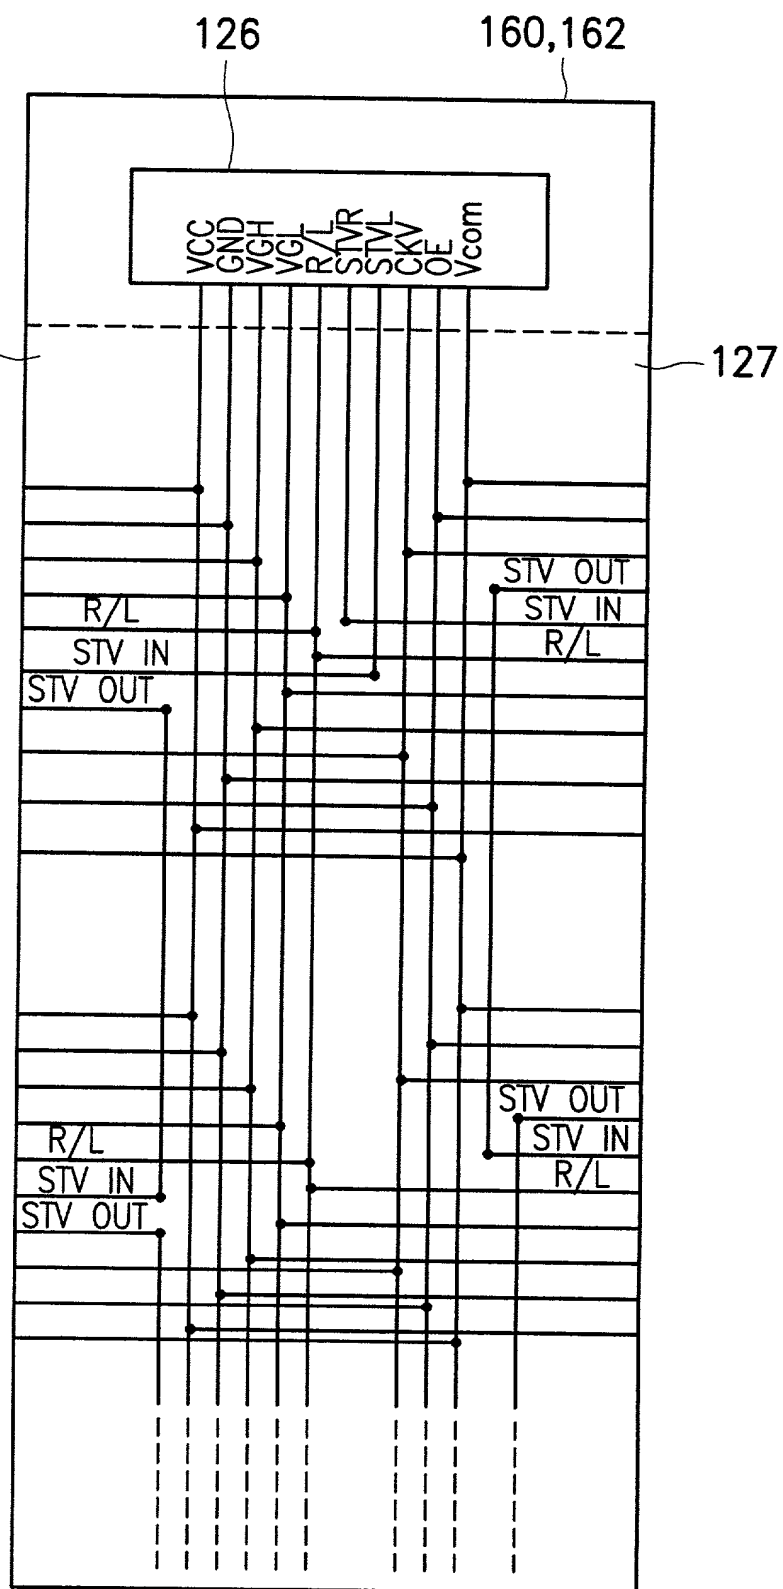 126
160,162
VCC
GND
VGH
VGL
R/L
STVR
STVL
CKV
OE
Vcom
127
STV OUT
R/L
STV IN
STV IN
R/L
STV OUT
STV OUT
R/L
STV IN
STV IN
R/L
STV OUT